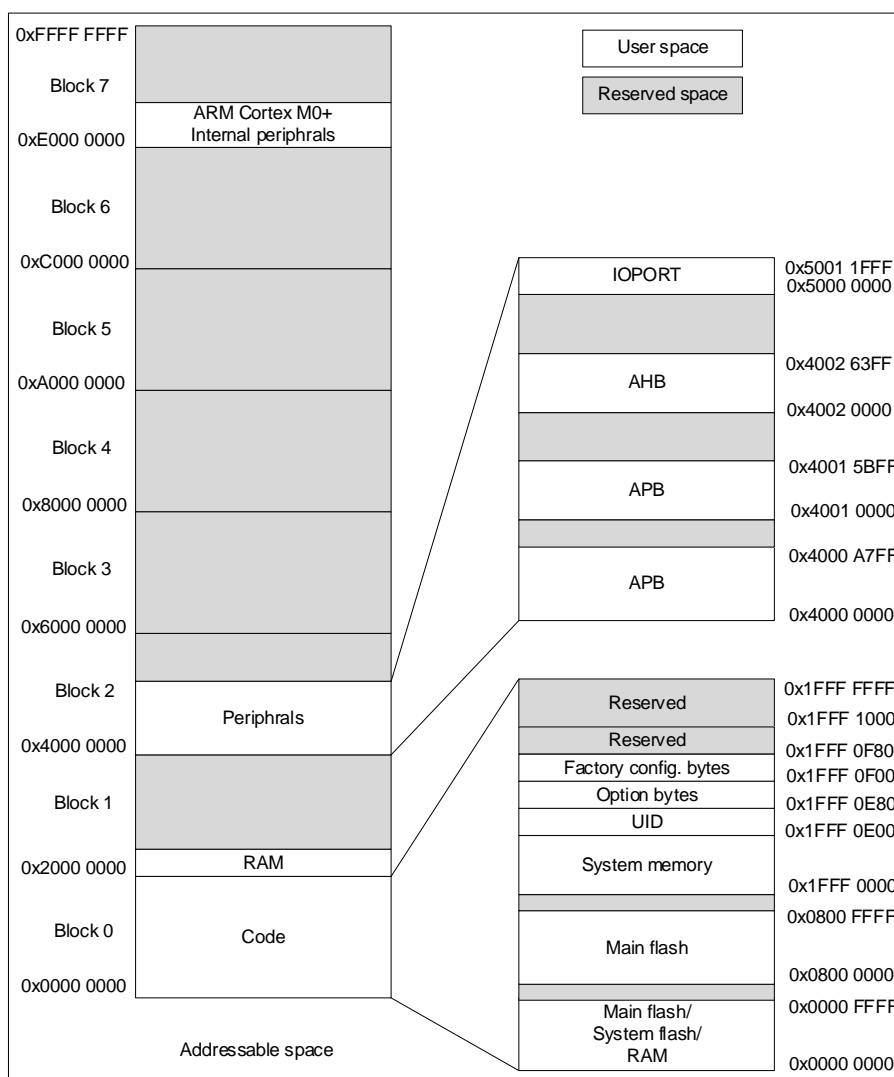 0xFFFF FFFF
Block 7
ARM Cortex M0+
Internal periphrals
0xE000 0000
Block 6
0xC000 0000
Block 5
0xA000 0000
Block 4
0x8000 0000
Block 3
0x6000 0000
Block 2
Periphrals
0x4000 0000
Block 1
RAM
0x2000 0000
Block 0
Code
0x0000 0000
Addressable space
User space
Reserved space
IOPORT
0x5001 1FFF
0x5000 0000
AHB
0x4002 63FF
0x4002 0000
APB
0x4001 5BFF
0x4001 0000
APB
0x4000 A7FF
0x4000 0000
Reserved
0x1FFF FFFF
0x1FFF 1000
Reserved
0x1FFF 0F80
Factory config. bytes
0x1FFF 0F00
Option bytes
0x1FFF 0E80
UID
0x1FFF 0E00
System memory
0x1FFF 0000
0x0800 FFFF
Main flash
0x0800 0000
0x0000 FFFF
Main flash/
System flash/
RAM
0x0000 0000